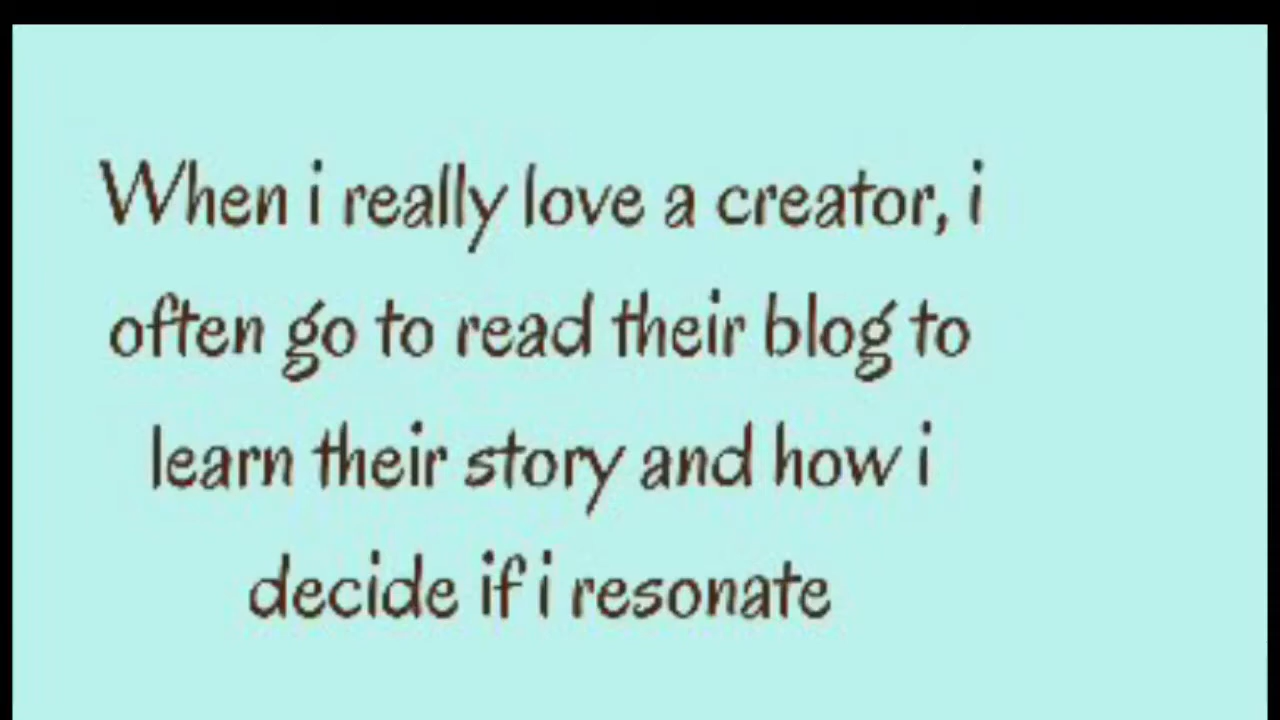 When i really love a creator, i
often go to read their blog to
learn their story and how i
decide if i resonate